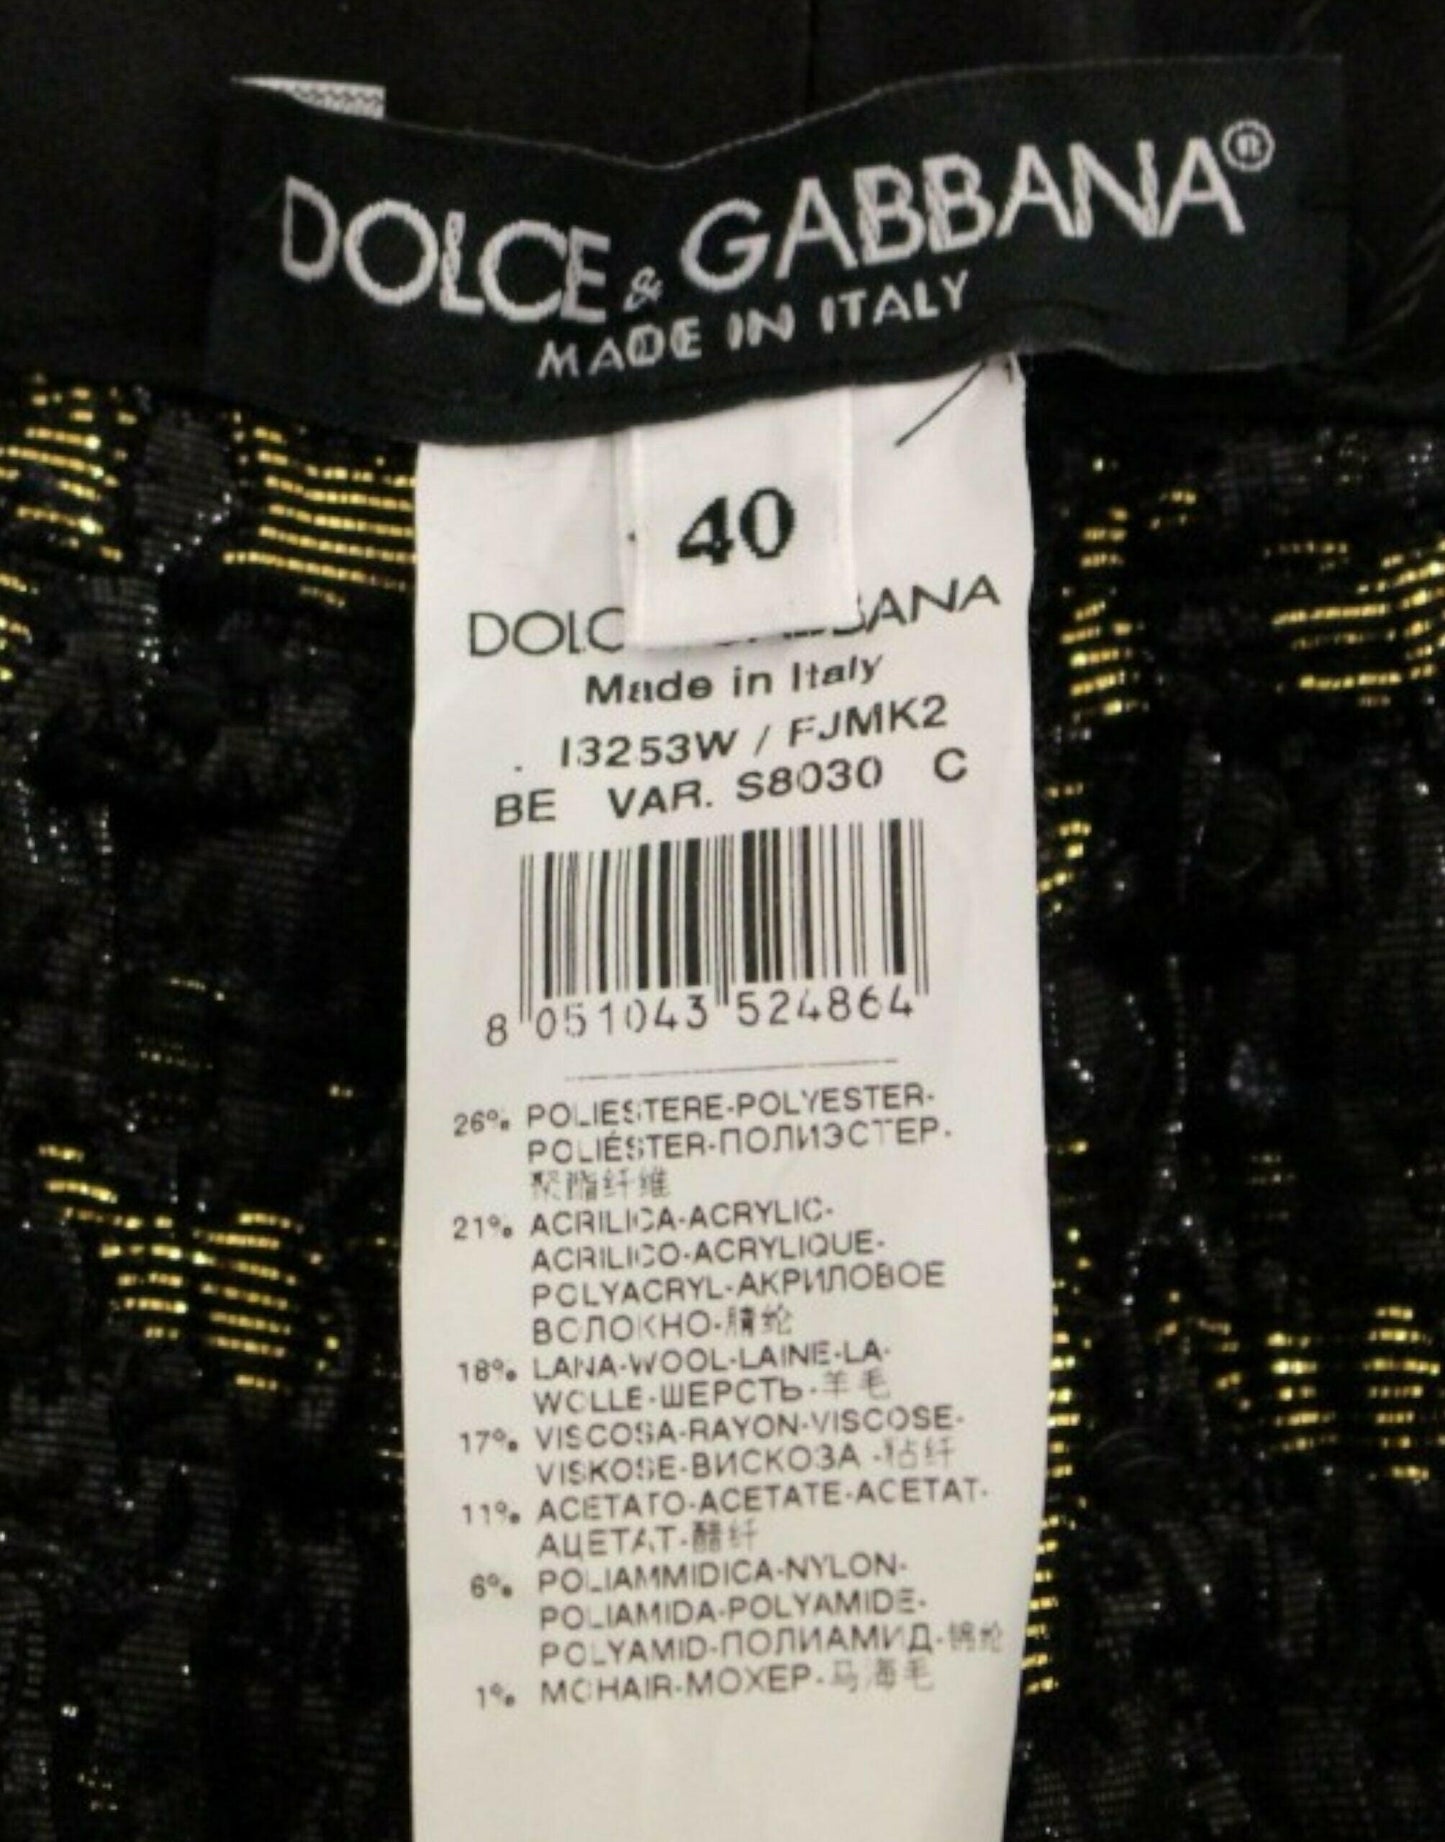 DOLCE & GABBANA®
MADE IN ITALY
40
DOLC BANA
Made in Italy
I3253W / FJMK2
BE VAR. S8030 C
8 051043 524864
26% POLIESTERE-POLYESTER-
POLIÉSTER-ПОЛИЭСТЕР-
聚酯纤维
21% ACRILICA-ACRYLIC-
ACRILICO-ACRYLIQUE-
POLYACRYL-АКРИЛОВОЕ
ВОЛОКНО-腈纶
18% LANA-WOOL-LAINE-LA-
WOLLE-ШЕРСТЬ-羊毛
17% VISCOSA-RAYON-VISCOSE-
VISKOSE-ВИСКОЗА -粘纤
11% ACETATO-ACETATE-ACETAT-
АЦЕТАТ-醋纤
6% POLIAMMIDICA-NYLON-
POLIAMIDA-POLYAMIDE-
POLYAMID-ПОЛИАМИД-锦纶
1% MOHAIR-МОХЕР-马海毛